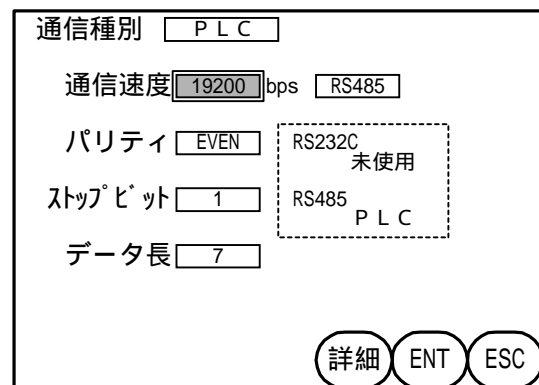 通信種別 ＰＬＣ
通信速度 19200 bps RS485
パリティ EVEN
ｽﾄｯﾌﾟﾋﾞｯﾄ 1
データ長 7
RS232C
未使用
RS485
ＰＬＣ
詳細 ENT ESC